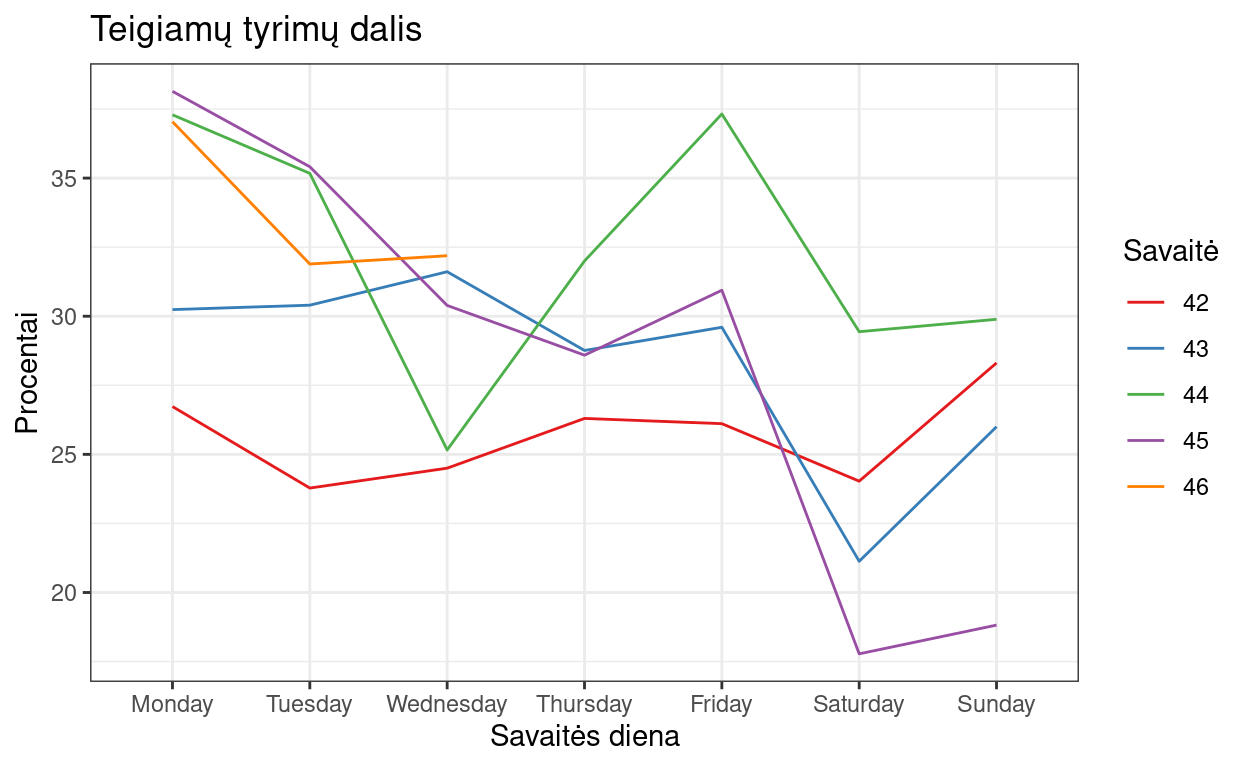 Teigiamų tyrimų dalis
Procentai
35
30
25
20
Monday Tuesday Wednesday Thursday Friday Saturday Sunday
Savaitės diena
Savaitė
42
43
44
45
46